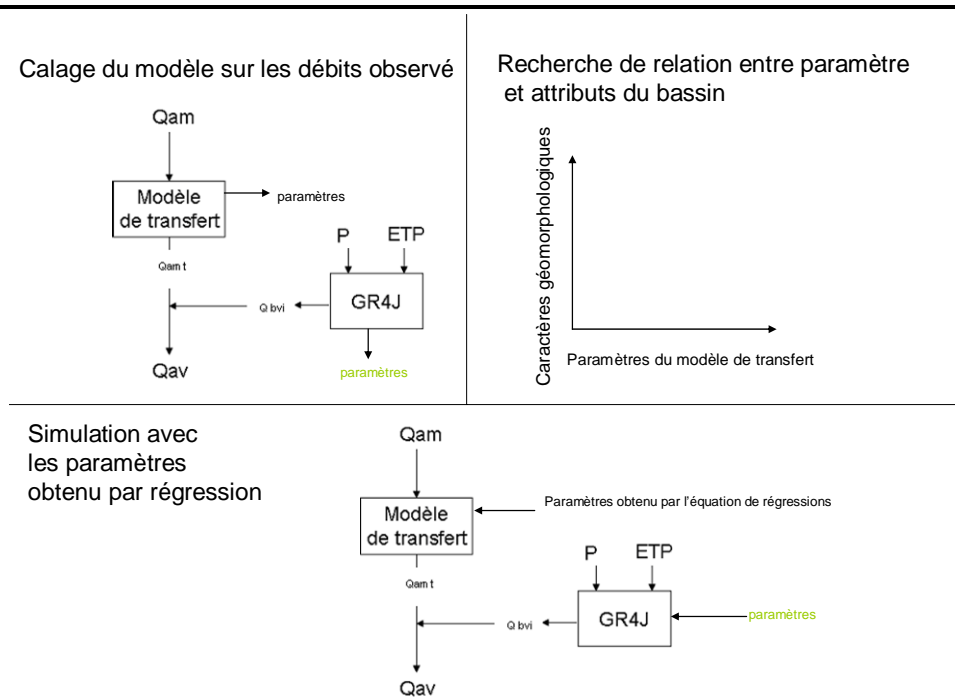 Calage du modèle sur les débits observé
Qam
Modèle
de transfert
paramètres
Qam t
P
ETP
GR4J
Q bvi
Qav
paramètres
Recherche de relation entre paramètre
et attributs du bassin
Caractères géomorphologiques
Paramètres du modèle de transfert
Simulation avec
les paramètres
obtenu par régression
Qam
Modèle
de transfert
Paramètres obtenu par l'équation de régressions
Qam t
P
ETP
GR4J
paramètres
Q bvi
Qav